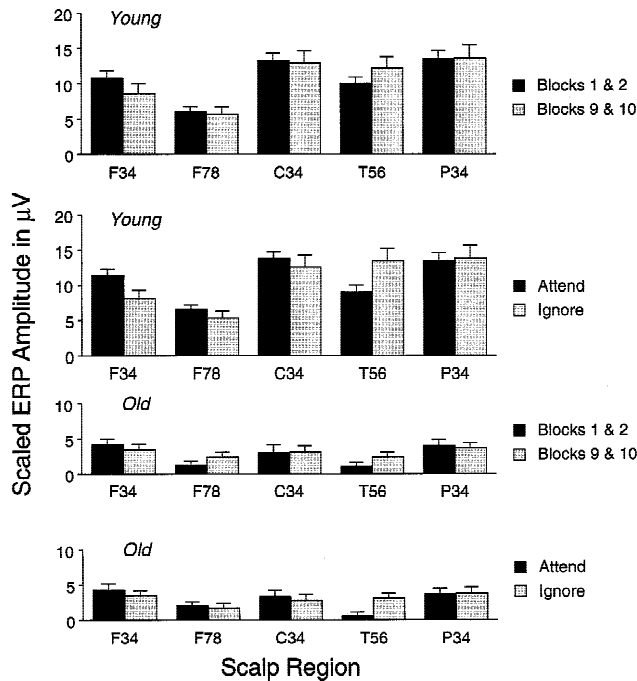 Scaled ERP Amplitude in µV
Young
20
15
10
5
0
F34 F78 C34 T56 P34
Blocks 1 & 2
Blocks 9 & 10
Young
20
15
10
5
0
F34 F78 C34 T56 P34
Attend
Ignore
Old
10
5
0
F34 F78 C34 T56 P34
Blocks 1 & 2
Blocks 9 & 10
Old
10
5
0
F34 F78 C34 T56 P34
Attend
Ignore
Scalp Region